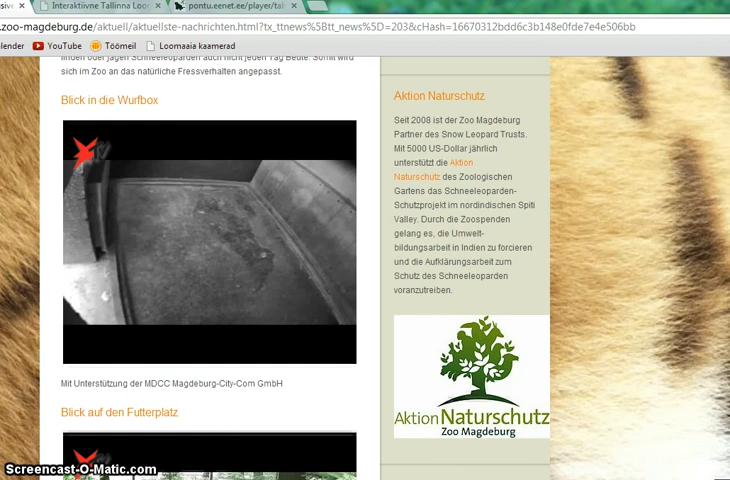 Interaktiivne Tallinna Loo
pontu.eenet.ee/player/tal
.zoo-magdeburg.de/aktuell/aktuellste-nachrichten.html?tx_ttnews%5Btt_news%5D=203&cHash=16670312bdd6c3b148e0fde7e4e506bb
lender
YouTube
Töömeil
Loomaaia kaamerad
linden oder jagen Schneeleoparden auch nicht jeden Tag Beute. Somit wird
sich im Zoo an das natürliche Fressverhalten angepasst.
Blick in die Wurfbox
Mit Unterstützung der MDCC Magdeburg-City-Com GmbH
Blick auf den Futterplatz
Aktion Naturschutz
Seit 2008 ist der Zoo Magdeburg
Partner des Snow Leopard Trusts.
Mit 5000 US-Dollar jährlich
unterstützt die Aktion
Naturschutz des Zoologischen
Gartens das Schneeleoparden-
Schutzprojekt im nordindischen Spiti
Valley. Durch die Zoospenden
gelang es, die Umwelt-
bildungsarbeit in Indien zu forcieren
und die Aufklärungsarbeit zum
Schutz des Schneeleoparden
voranzutreiben.
Aktion Naturschutz
Zoo Magdeburg
Screencast-O-Matic.com